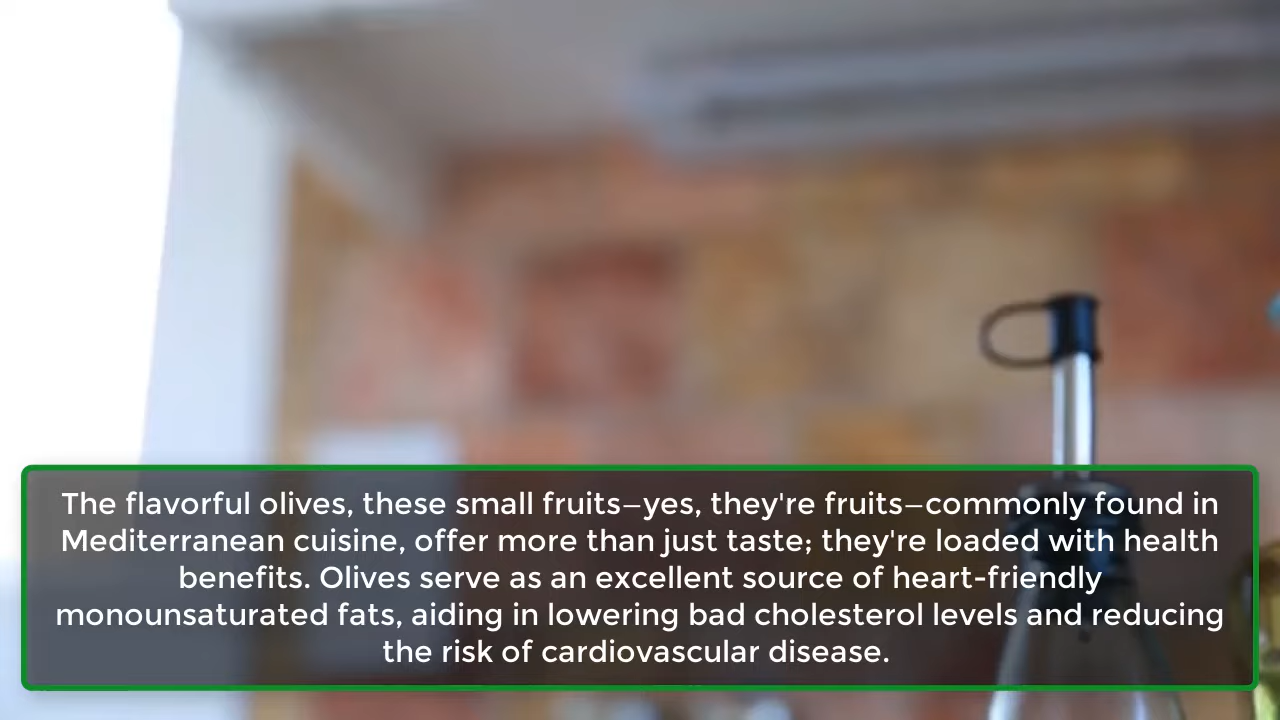 The flavorful olives, these small fruits—yes, they're fruits—commonly found in
Mediterranean cuisine, offer more than just taste; they're loaded with health
benefits. Olives serve as an excellent source of heart-friendly
monounsaturated fats, aiding in lowering bad cholesterol levels and reducing
the risk of cardiovascular disease.